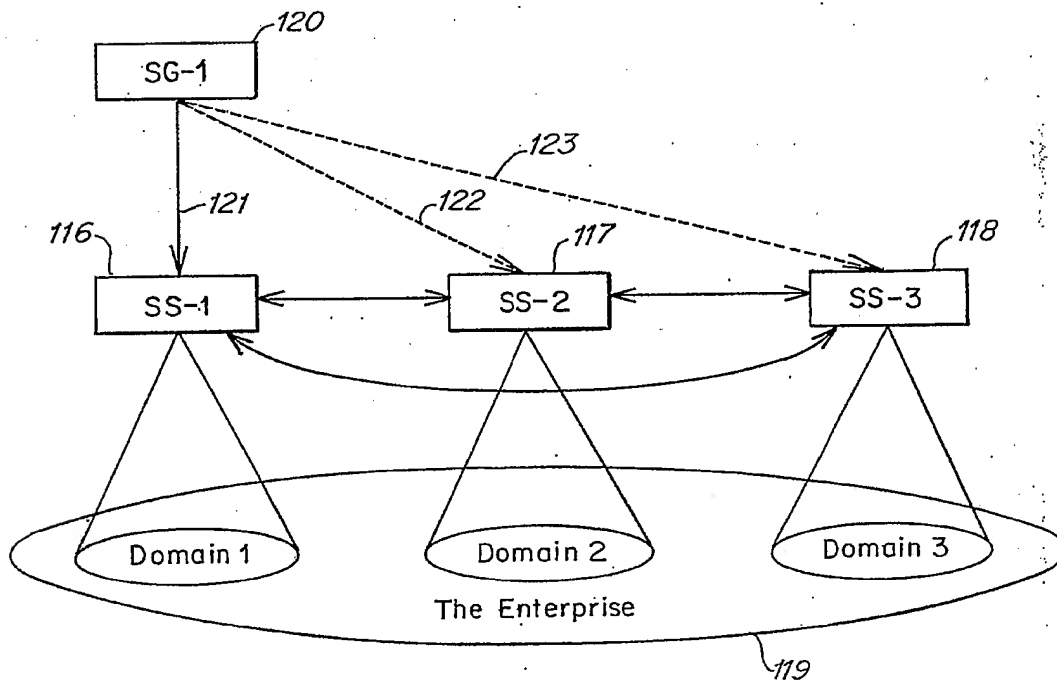 120
SG-1
123
121
122
116
117
118
SS-1
SS-2
SS-3
Domain 1
Domain 2
Domain 3
The Enterprise
119